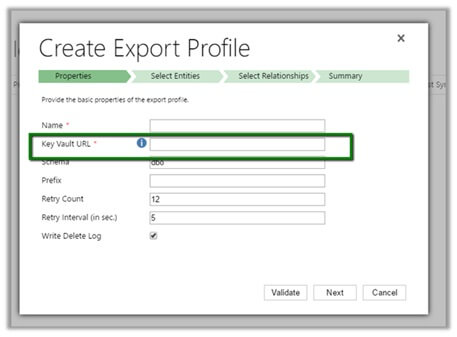 Create Export Profile
Properties Select Entities Select Relationships Summary
Provide the basic properties of the export profile.
Name *
Key Vault URL *
Schema dbo
Prefix
Retry Count 12
Retry Interval (in sec.) 5
Write Delete Log
Validate Next Cancel